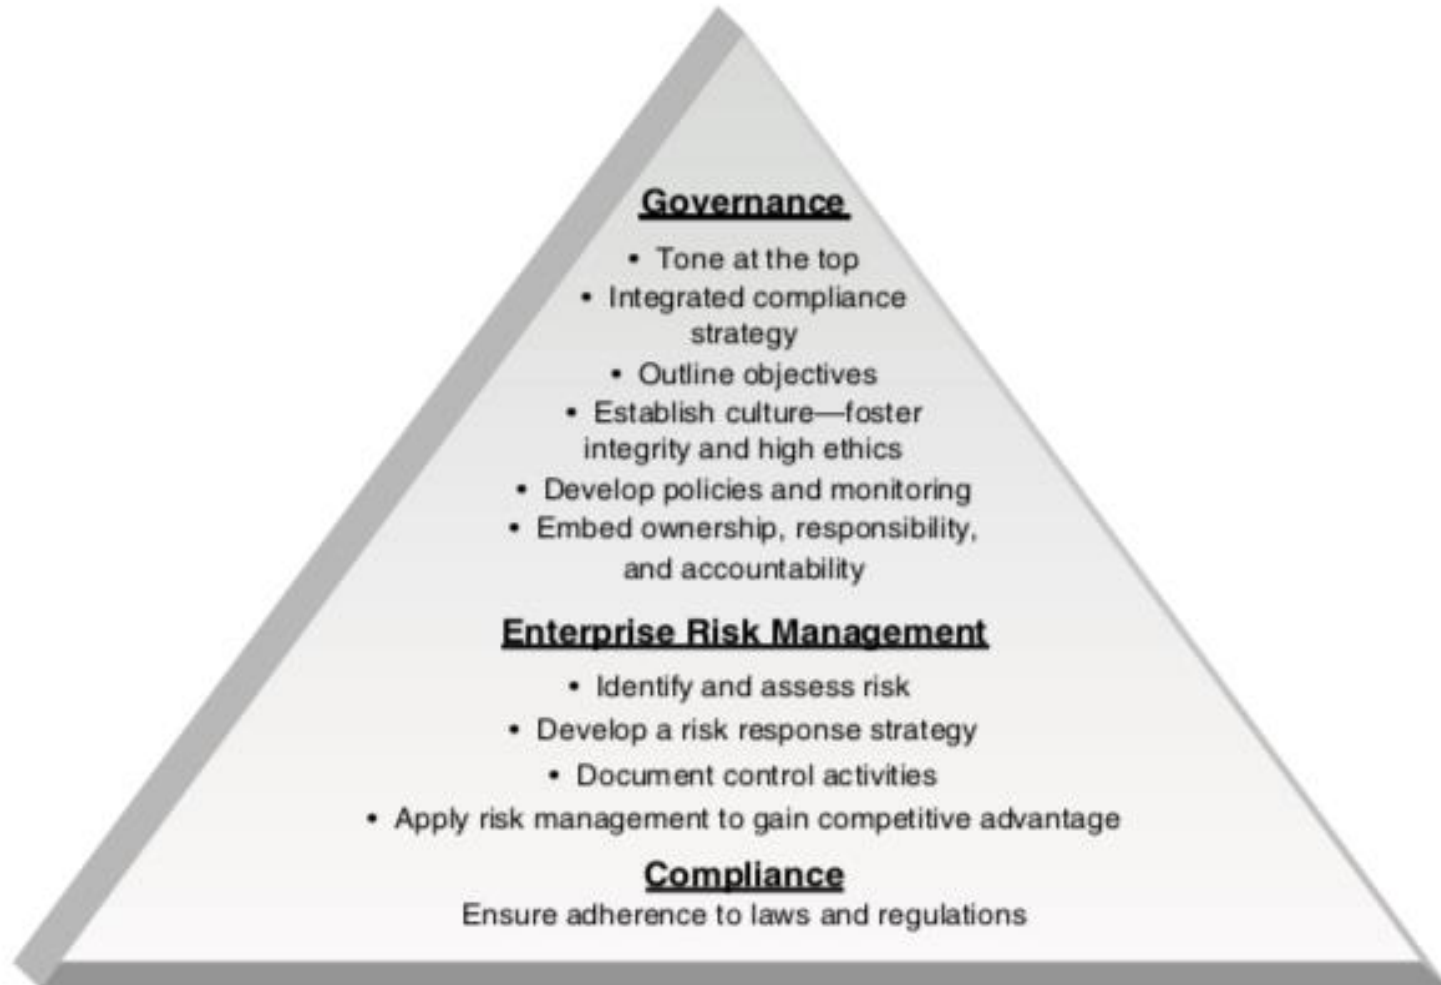 Governance
• Tone at the top
• Integrated compliance
strategy
• Outline objectives
• Establish culture—foster
integrity and high ethics
• Develop policies and monitoring
• Embed ownership, responsibility,
and accountability
Enterprise Risk Management
• Identify and assess risk
• Develop a risk response strategy
• Document control activities
• Apply risk management to gain competitive advantage
Compliance
Ensure adherence to laws and regulations